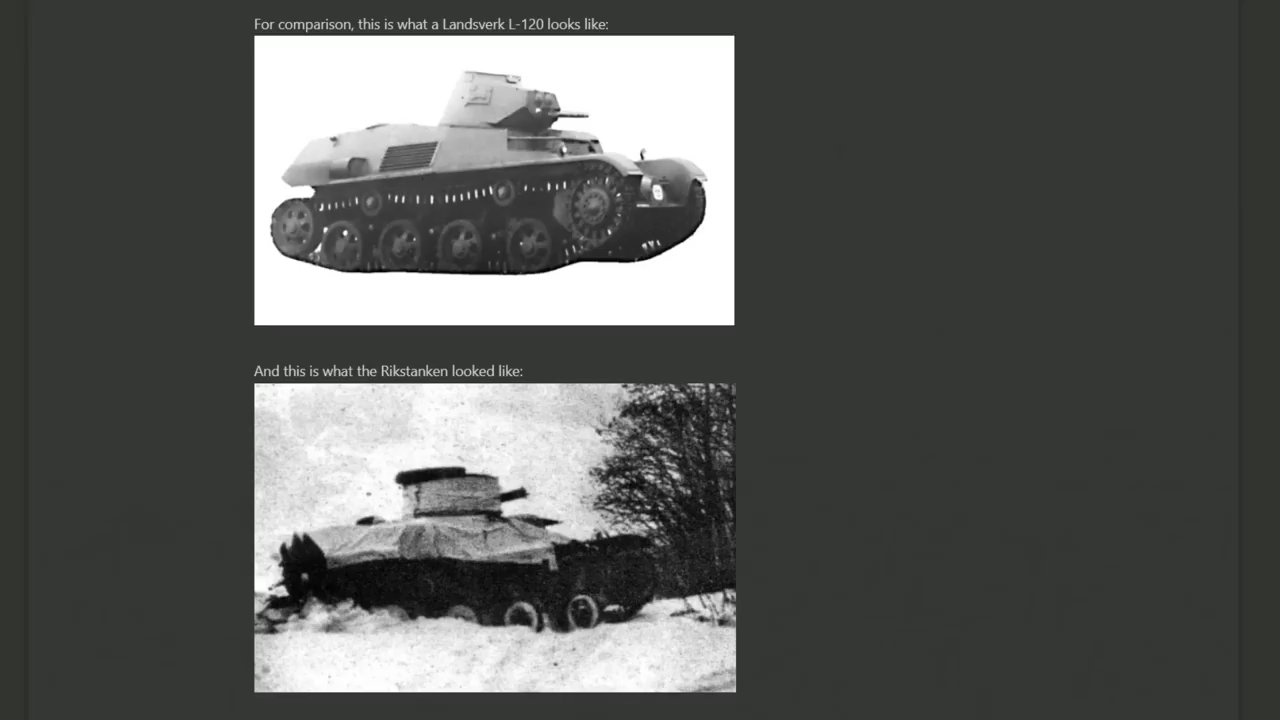 For comparison, this is what a Landsverk L-120 looks like:
And this is what the Rikstanken looked like: